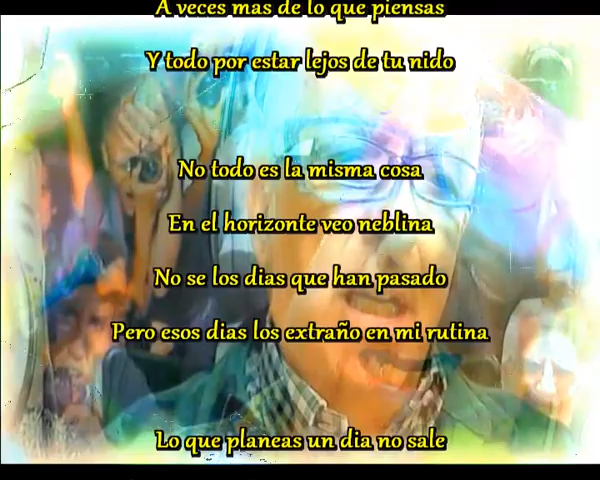 A veces mas de lo que piensas
Y todo por estar lejos de tu nido
No todo es la misma cosa
En el horizonte veo neblina
No se los dias que han pasado
Pero esos dias los extraño en mi rutina
Lo que planeas un dia no sale